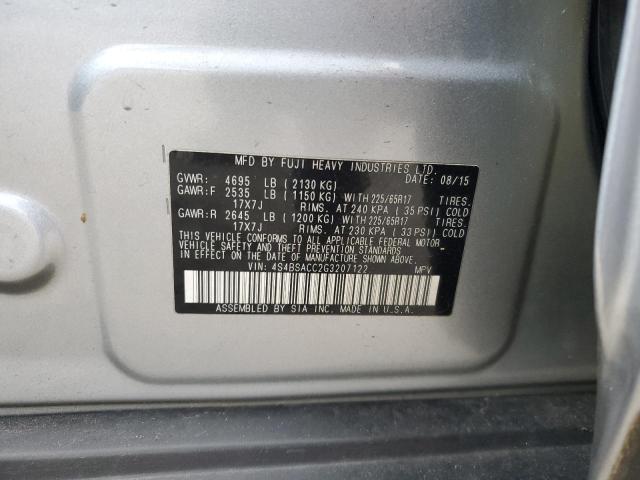 MFD BY FUJI HEAVY INDUSTRIES LTD.
DATE: 08/15
GVWR: 4695 LB (2130 KG)
GAWR:F 2535 LB (1150 KG) WITH 225/65R17 TIRES,
17X7J RIMS, AT 240 KPA (35 PSI) COLD
GAWR:R 2645 LB (1200 KG) WITH 225/65R17 TIRES,
17X7J RIMS, AT 230 KPA (33 PSI) COLD
THIS VEHICLE CONFORMS TO ALL APPLICABLE FEDERAL MOTOR
VEHICLE SAFETY AND THEFT PREVENTION STANDARDS
IN EFFECT ON THE DATE OF MANUFACTURE SHOWN ABOVE.
VIN: 4S4BSACC2G3207122 MPV
ASSEMBLED BY SIA INC. MADE IN U.S.A.